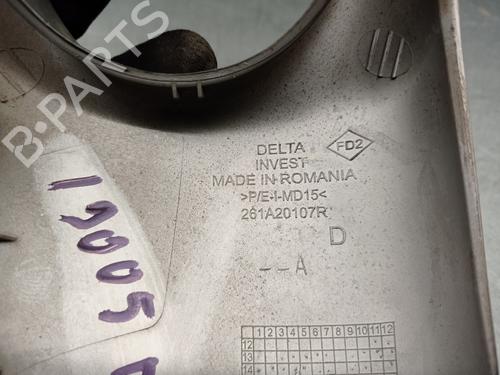 B-PARTS
DELTA
INVEST
FD2
MADE IN ROMANIA
>P/E-I-MD15<
261A20107R
D
--A
19005
1 2 3 4 5 6 7 8 9 10 11 12
12
13
14